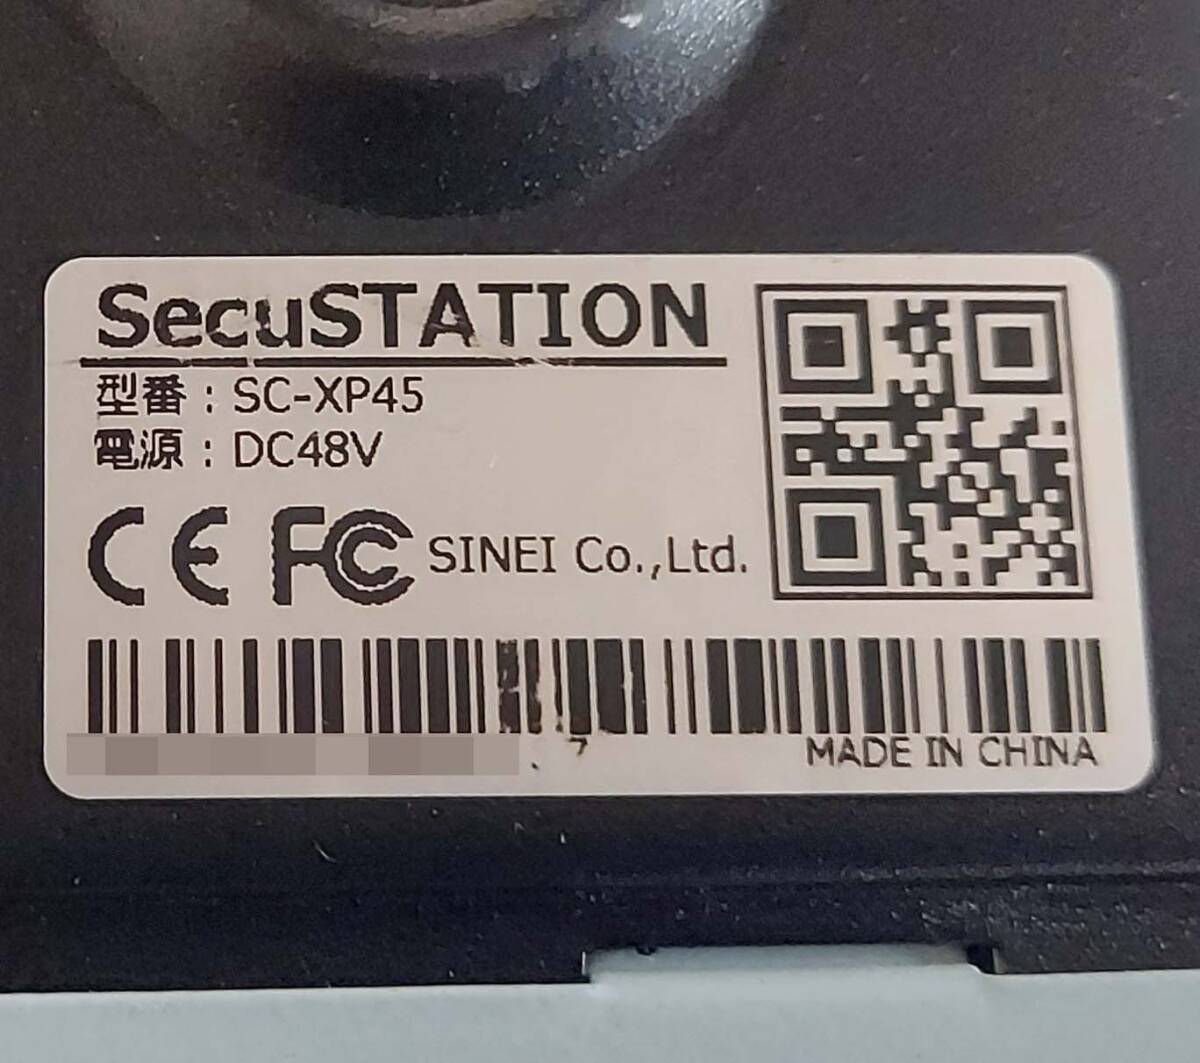 SecuSTATION
型番：SC-XP45
電源：DC48V
CE FC SINEI Co.,Ltd.
MADE IN CHINA